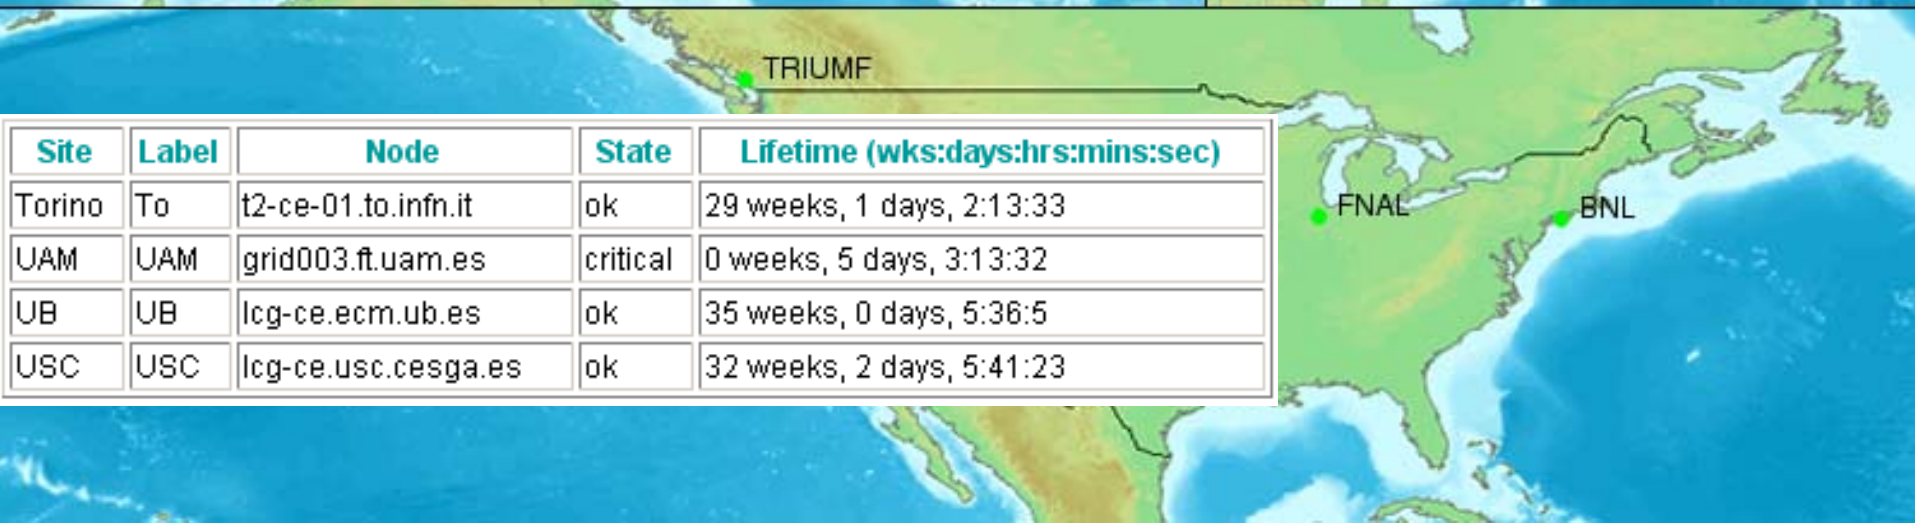 TRIUMF
Site Label Node State Lifetime (wks:days:hrs:mins:sec)
Torino To t2-ce-01.to.infn.it ok 29 weeks, 1 days, 2:13:33
UAM UAM grid003.ft.uam.es critical 0 weeks, 5 days, 3:13:32
UB UB lcg-ce.ecm.ub.es ok 35 weeks, 0 days, 5:36:5
USC USC lcg-ce.usc.cesga.es ok 32 weeks, 2 days, 5:41:23
FNAL BNL